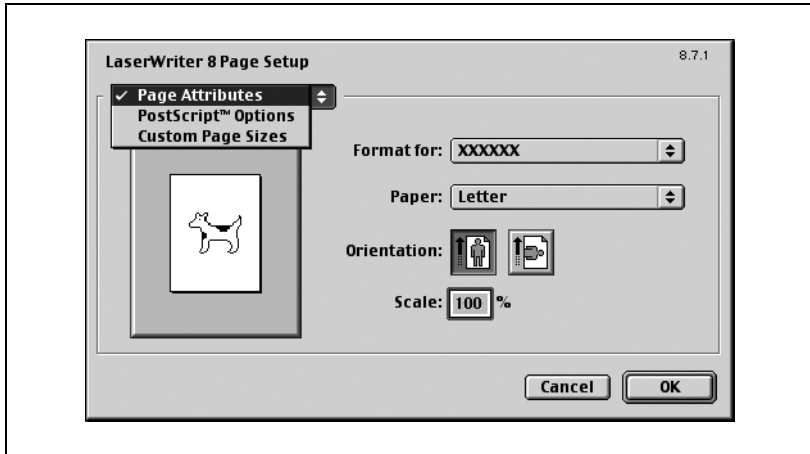 LaserWriter 8 Page Setup
8.7.1
✓ Page Attributes
PostScript™ Options
Custom Page Sizes
Format for: XXXXXX
Paper: Letter
Orientation:
Scale: 100 %
Cancel OK